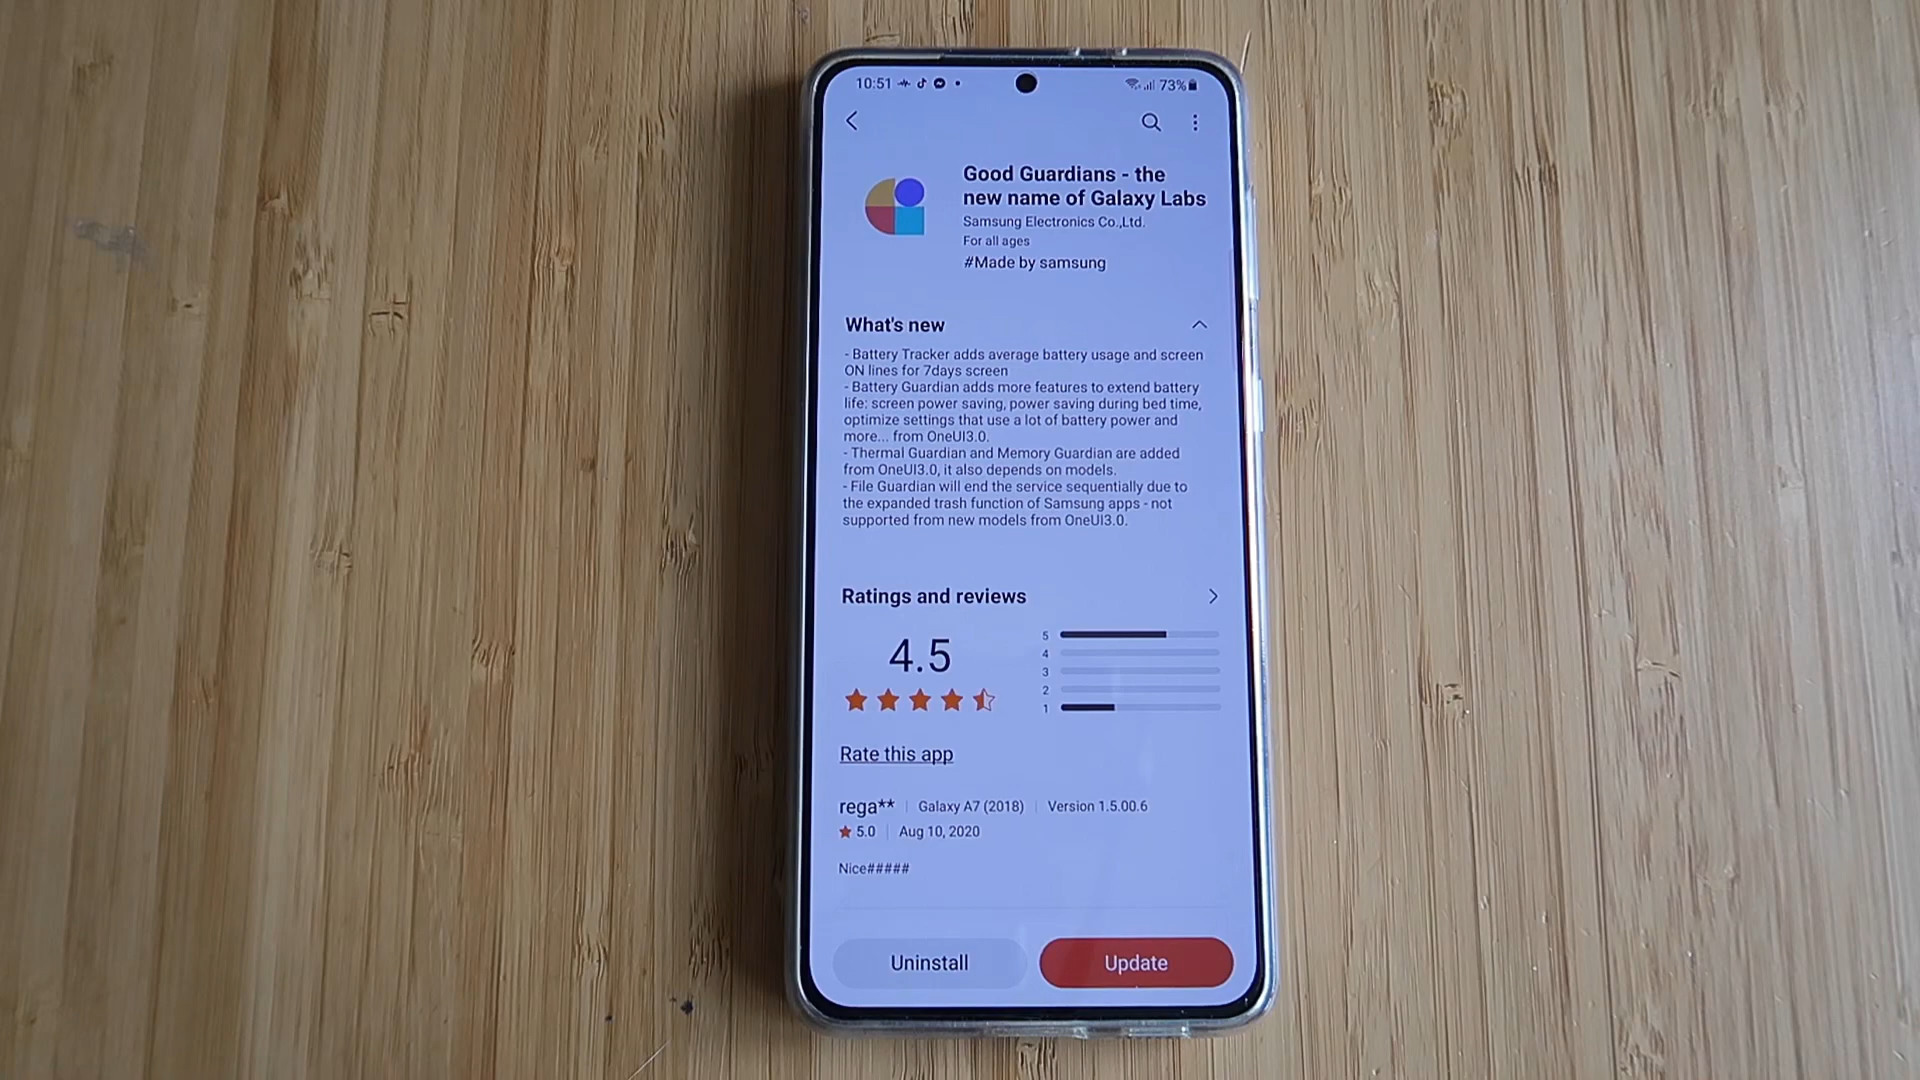 10:51
73%
Good Guardians - the
new name of Galaxy Labs
Samsung Electronics Co.,Ltd.
For all ages
#Made by samsung
What's new
- Battery Tracker adds average battery usage and screen
ON lines for 7days screen
- Battery Guardian adds more features to extend battery
life: screen power saving, power saving during bed time,
optimize settings that use a lot of battery power and
more... from OneUI3.0.
- Thermal Guardian and Memory Guardian are added
from OneUI3.0, it also depends on models.
- File Guardian will end the service sequentially due to
the expanded trash function of Samsung apps - not
supported from new models from OneUI3.0.
Ratings and reviews
4.5
5
4
3
2
1
Rate this app
rega** Galaxy A7 (2018) Version 1.5.00.6
5.0 Aug 10, 2020
Nice#####
Uninstall Update